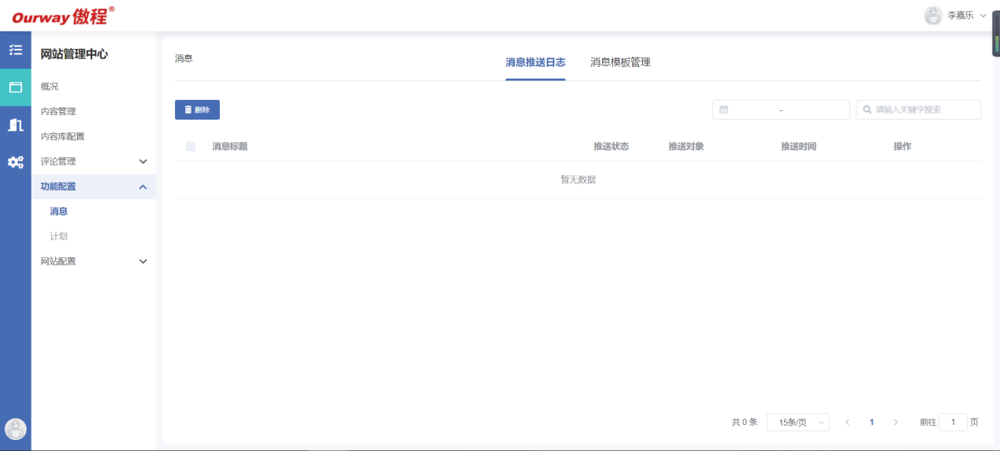 Ourway 傲程®
李嘉乐
网站管理中心
概况
内容管理
内容库配置
评论管理
功能配置
消息
计划
网站配置
消息
消息推送日志 消息模板管理
删除
-
请输入关键字搜索
消息标题 推送状态 推送对象 推送时间 操作
暂无数据
共 0 条 15条/页 < 1 > 前往 1 页